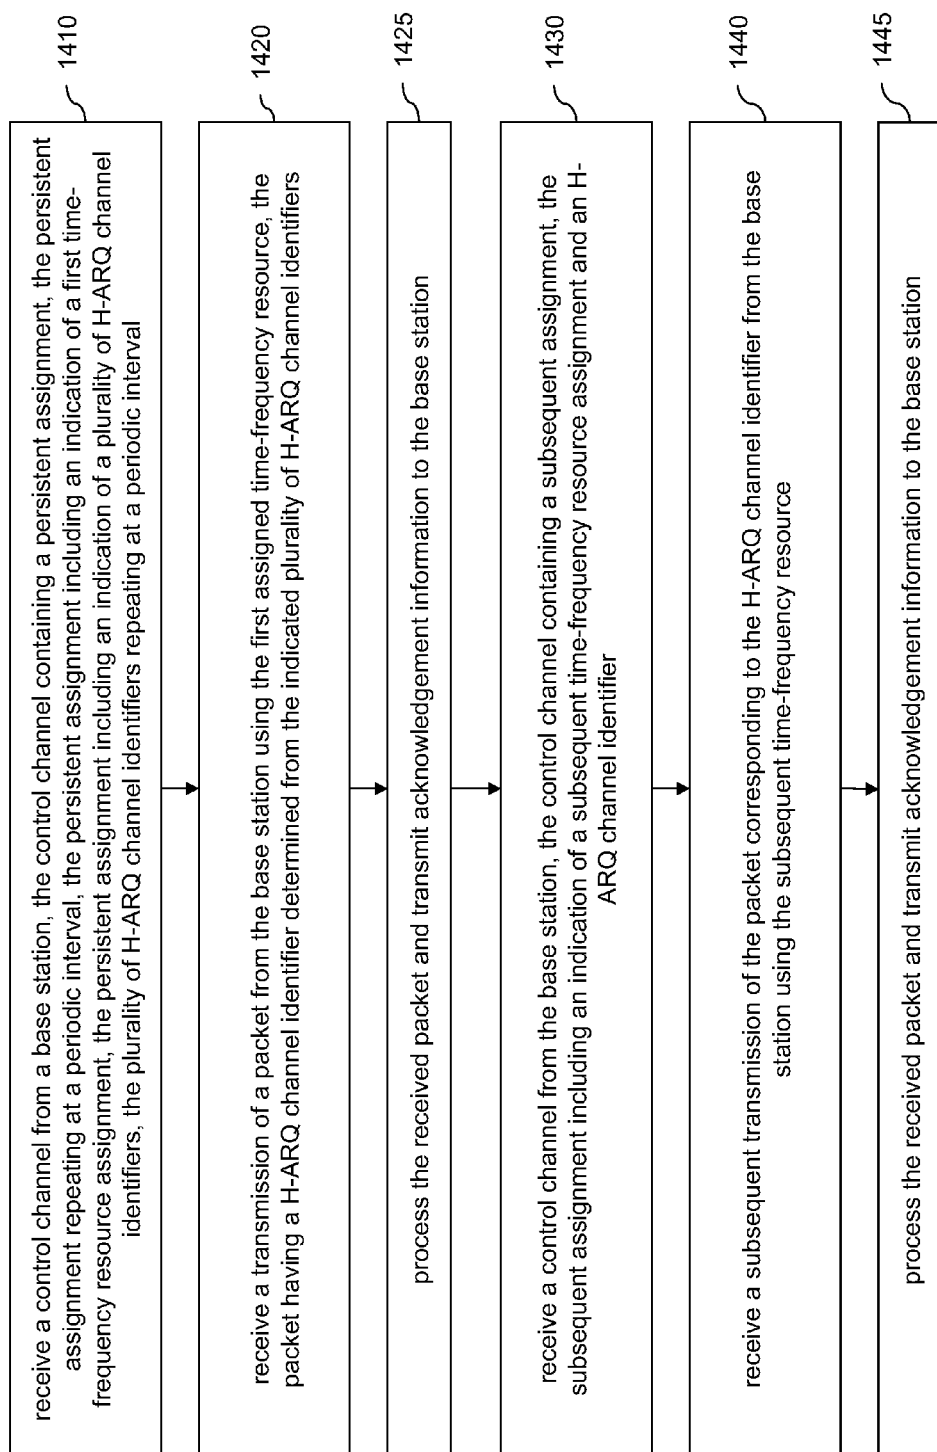 receive a control channel from a base station, the control channel containing a persistent assignment, the persistent
assignment repeating at a periodic interval, the persistent assignment including an indication of a first time-
frequency resource assignment, the persistent assignment including an indication of a plurality of H-ARQ channel
identifiers, the plurality of H-ARQ channel identifiers repeating at a periodic interval
1410
receive a transmission of a packet from the base station using the first assigned time-frequency resource, the
packet having a H-ARQ channel identifier determined from the indicated plurality of H-ARQ channel identifiers
1420
process the received packet and transmit acknowledgement information to the base station
1425
receive a control channel from the base station, the control channel containing a subsequent assignment, the
subsequent assignment including an indication of a subsequent time-frequency resource assignment and an H-
ARQ channel identifier
1430
receive a subsequent transmission of the packet corresponding to the H-ARQ channel identifier from the base
station using the subsequent time-frequency resource
1440
process the received packet and transmit acknowledgement information to the base station
1445